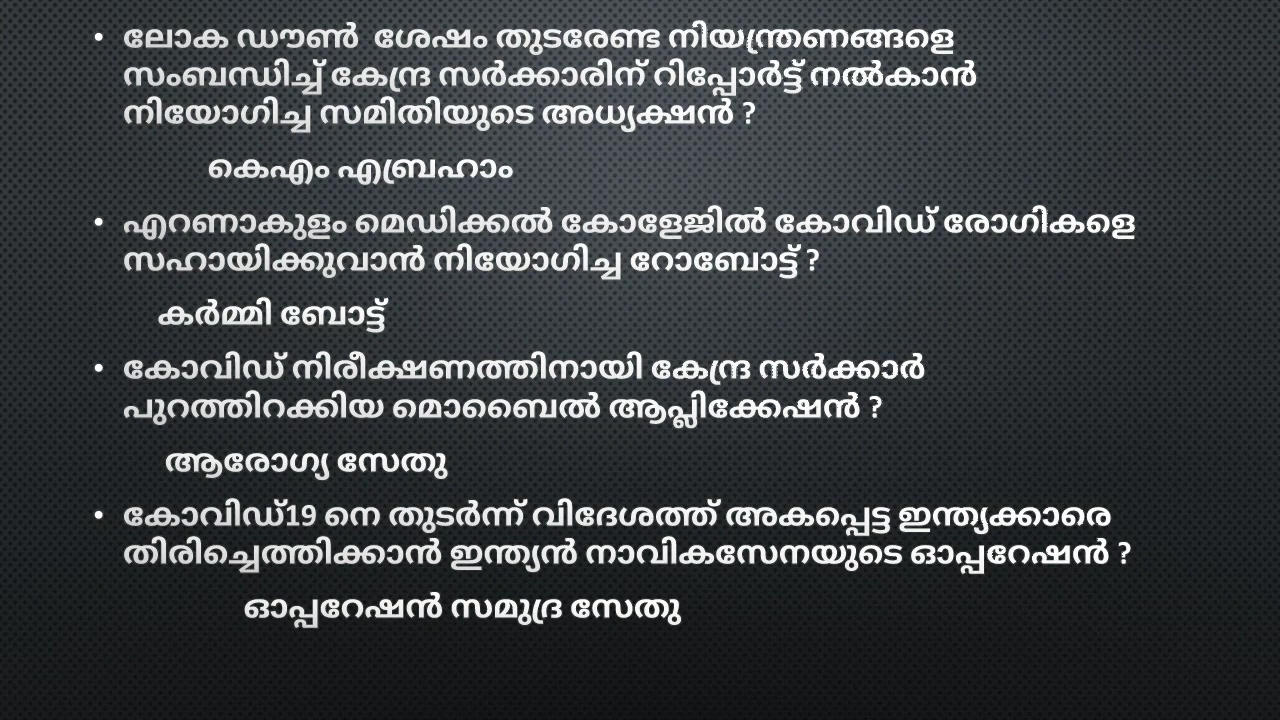 • ലോക ഡൗൺ ശേഷം തുടരേണ്ട നിയന്ത്രണങ്ങളെ
സംബന്ധിച്ച് കേന്ദ്ര സർക്കാരിന് റിപ്പോർട്ട് നൽകാൻ
നിയോഗിച്ച സമിതിയുടെ അധ്യക്ഷൻ ?
കെഎം എബ്രഹാം
• എറണാകുളം മെഡിക്കൽ കോളേജിൽ കോവിഡ് രോഗികളെ
സഹായിക്കുവാൻ നിയോഗിച്ച റോബോട്ട് ?
കർമ്മി ബോട്ട്
• കോവിഡ് നിരീക്ഷണത്തിനായി കേന്ദ്ര സർക്കാർ
പുറത്തിറക്കിയ മൊബൈൽ ആപ്ലിക്കേഷൻ ?
ആരോഗ്യ സേതു
• കോവിഡ്19 നെ തുടർന്ന് വിദേശത്ത് അകപ്പെട്ട ഇന്ത്യക്കാരെ
തിരിച്ചെത്തിക്കാൻ ഇന്ത്യൻ നാവികസേനയുടെ ഓപ്പറേഷൻ ?
ഓപ്പറേഷൻ സമുദ്ര സേതു